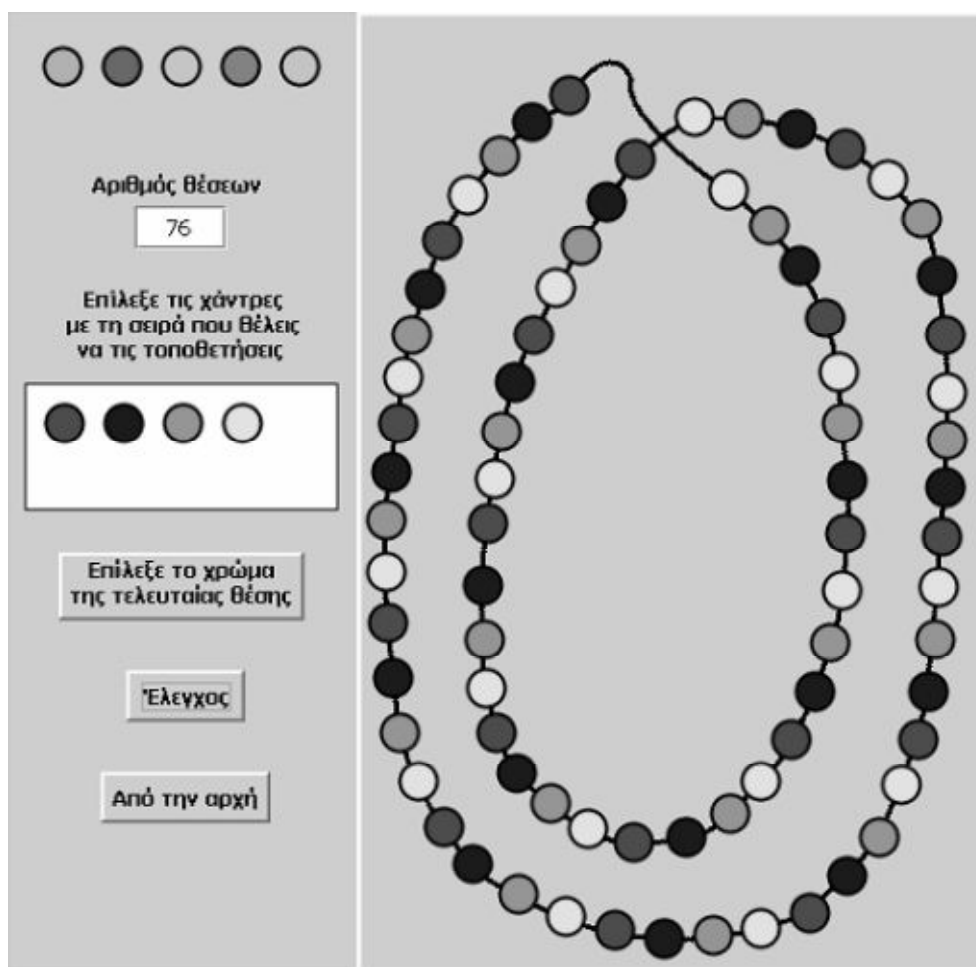 Αριθμός θέσεων
76
Επίλεξε τις χάντρες
με τη σειρά που θέλεις
να τις τοποθετήσεις
Επίλεξε το χρώμα
της τελευταίας θέσης
Έλεγχος
Από την αρχή